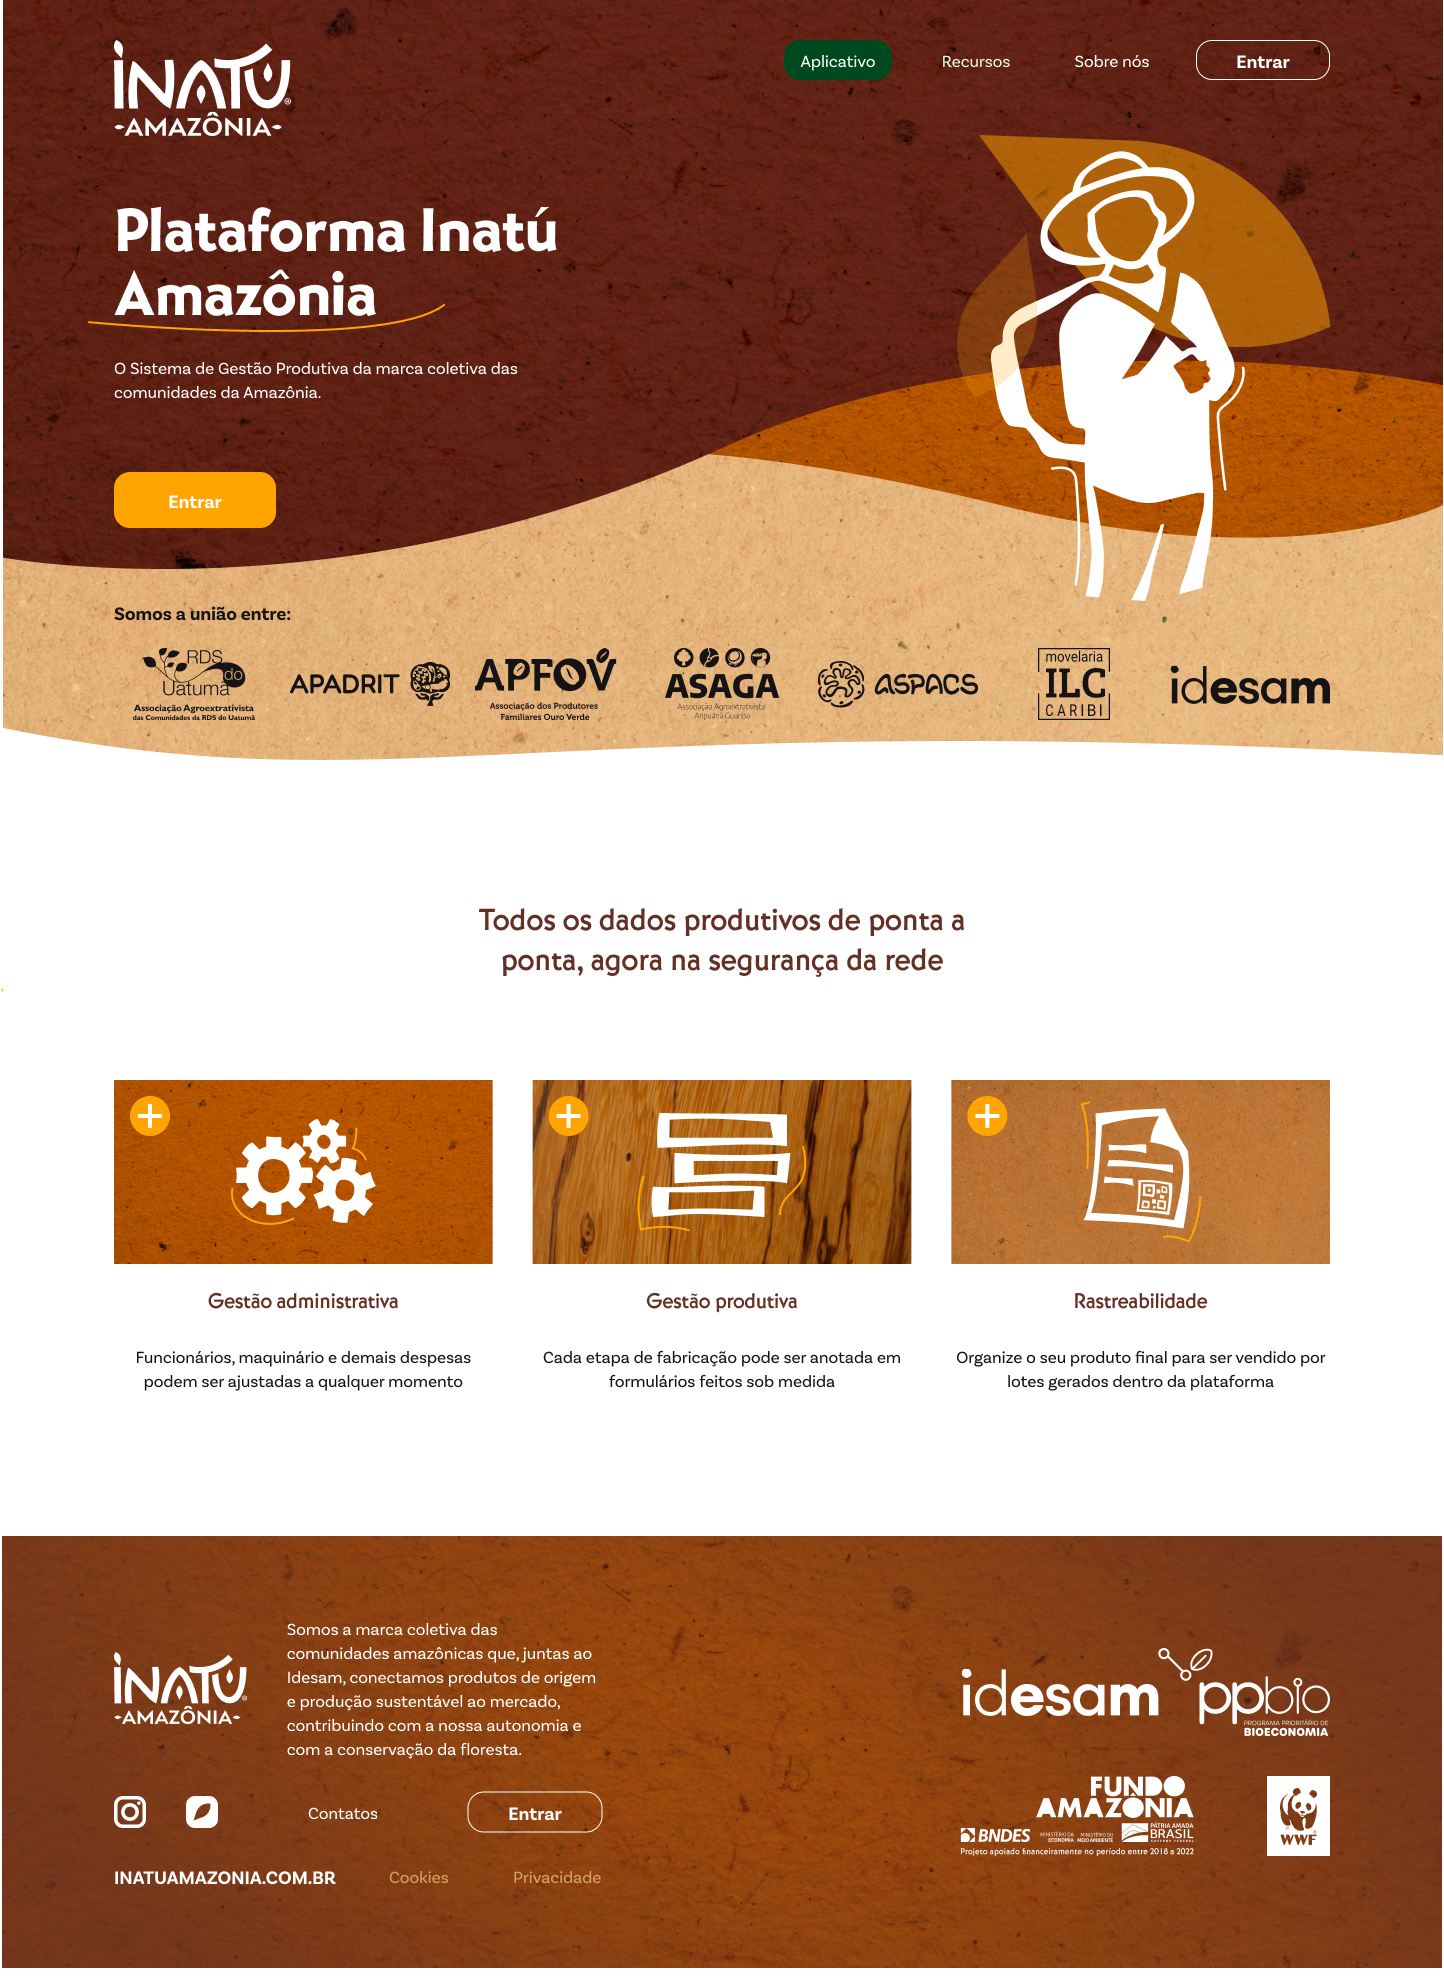 INATÚ®
AMAZÔNIA
Aplicativo
Recursos
Sobre nós
Entrar
Plataforma Inatú
Amazônia
O Sistema de Gestão Produtiva da marca coletiva das
comunidades da Amazônia.
Entrar
Somos a união entre:
RDS
do
Uatumã
Associação Agroextrativista
das Comunidades da RDS do Uatumã
APADRIT
APFOV
Associação dos Produtores
Familiares Ouro Verde
ASAGA
Associação Agroextrativista
Aripuanã Guariba
ASPACS
movelaria
ILC
CARIBI
idesam
Todos os dados produtivos de ponta a
ponta, agora na segurança da rede
Gestão administrativa
Funcionários, maquinário e demais despesas
podem ser ajustadas a qualquer momento
Gestão produtiva
Cada etapa de fabricação pode ser anotada em
formulários feitos sob medida
Rastreabilidade
Organize o seu produto final para ser vendido por
lotes gerados dentro da plataforma
INATÚ®
AMAZÔNIA
Somos a marca coletiva das
comunidades amazônicas que, juntas ao
Idesam, conectamos produtos de origem
e produção sustentável ao mercado,
contribuindo com a nossa autonomia e
com a conservação da floresta.
Contatos
Entrar
INATUAMAZONIA.COM.BR
Cookies
Privacidade
idesam
ppbio
PROGRAMA PRIORITÁRIO DE
BIOECONOMIA
FUNDO
AMAZONIA
BNDES
MINISTÉRIO DA
ECONOMIA
MINISTÉRIO DO
MEIO AMBIENTE
PÁTRIA AMADA
BRASIL
GOVERNO FEDERAL
Projeto apoiado financeiramente no período entre 2018 a 2022
WWF